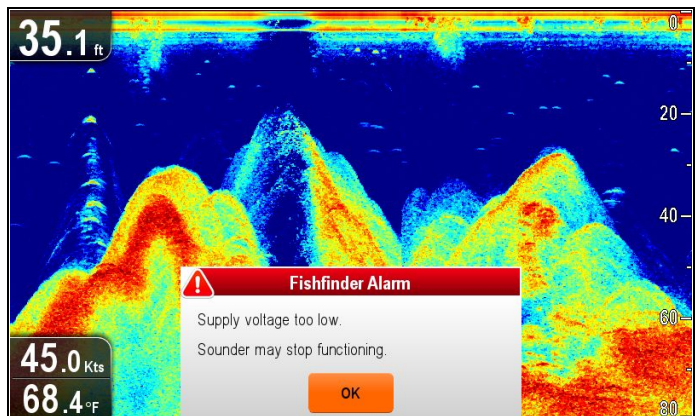 35.1 ft
0
20
40
60
80
Fishfinder Alarm
Supply voltage too low.
Sounder may stop functioning.
OK
45.0 Kts
68.4°F